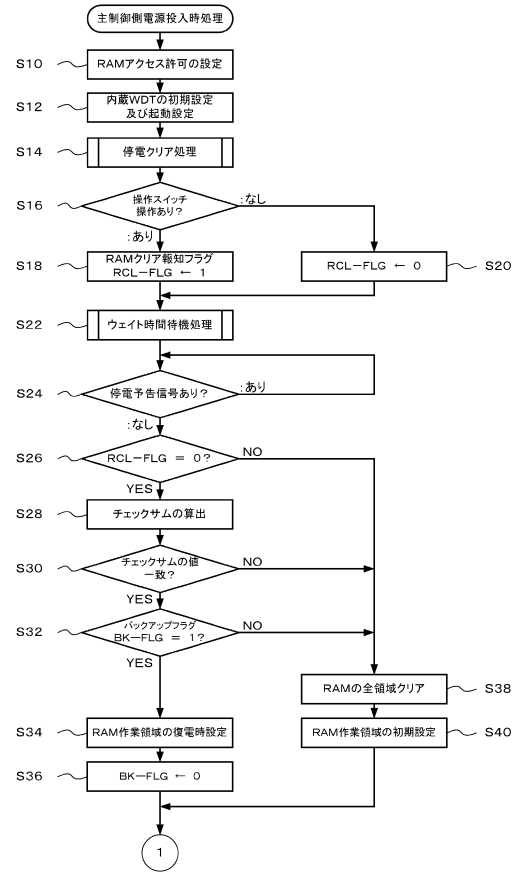 主制御側電源投入時処理
S10
RAMアクセス許可の設定
S12
内蔵WDTの初期設定
及び起動設定
S14
停電クリア処理
S16
操作スイッチ
操作あり?
:なし
:あり
S18
RAMクリア報知フラグ
RCL-FLG ← 1
RCL-FLG ← 0
S20
S22
ウェイト時間待機処理
S24
停電予告信号あり?
:あり
:なし
S26
RCL-FLG = 0?
NO
YES
S28
チェックサムの算出
S30
チェックサムの値
一致?
NO
YES
S32
バックアップフラグ
BK-FLG = 1?
NO
YES
RAMの全領域クリア
S38
S34
RAM作業領域の復電時設定
RAM作業領域の初期設定
S40
S36
BK-FLG ← 0
1